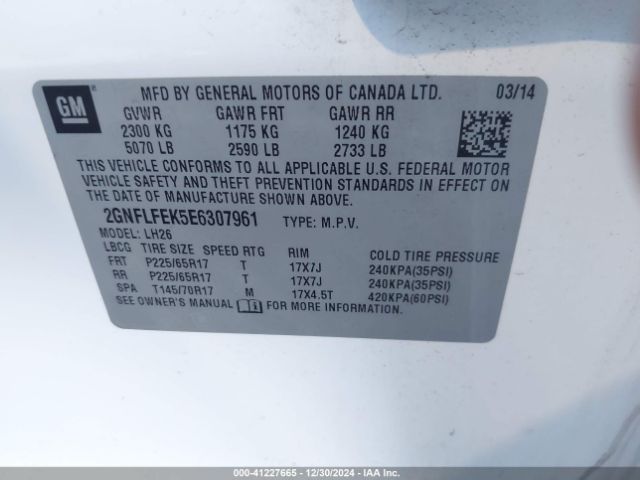 GM
MFD BY GENERAL MOTORS OF CANADA LTD. 03/14
GVWR GAWR FRT GAWR RR
2300 KG 1175 KG 1240 KG
5070 LB 2590 LB 2733 LB
THIS VEHICLE CONFORMS TO ALL APPLICABLE U.S. FEDERAL MOTOR
VEHICLE SAFETY AND THEFT PREVENTION STANDARDS IN EFFECT ON
THE DATE OF MANUFACTURE SHOWN ABOVE.
2GNFLFEK5E6307961 TYPE: M.P.V.
MODEL: LH26
LBCG TIRE SIZE SPEED RTG RIM COLD TIRE PRESSURE
FRT P225/65R17 T 17X7J 240KPA(35PSI)
RR P225/65R17 T 17X7J 240KPA(35PSI)
SPA T145/70R17 M 17X4.5T 420KPA(60PSI)
SEE OWNER'S MANUAL FOR MORE INFORMATION.
000-41227665 - 12/30/2024 - IAA Inc.